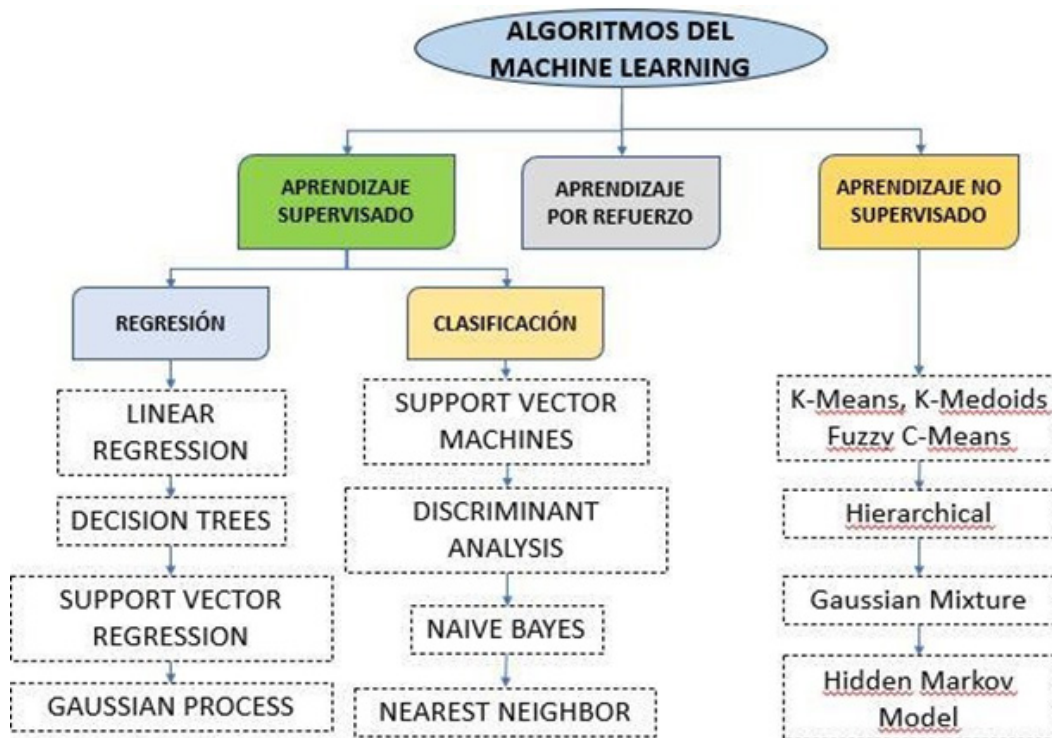 ALGORITMOS DEL
MACHINE LEARNING
APRENDIZAJE
SUPERVISADO
APRENDIZAJE
POR REFUERZO
APRENDIZAJE NO
SUPERVISADO
REGRESIÓN
CLASIFICACIÓN
LINEAR
REGRESSION
DECISION TREES
SUPPORT VECTOR
REGRESSION
GAUSSIAN PROCESS
SUPPORT VECTOR
MACHINES
DISCRIMINANT
ANALYSIS
NAIVE BAYES
NEAREST NEIGHBOR
K-Means, K-Medoids
Fuzzy C-Means
Hierarchical
Gaussian Mixture
Hidden Markov
Model